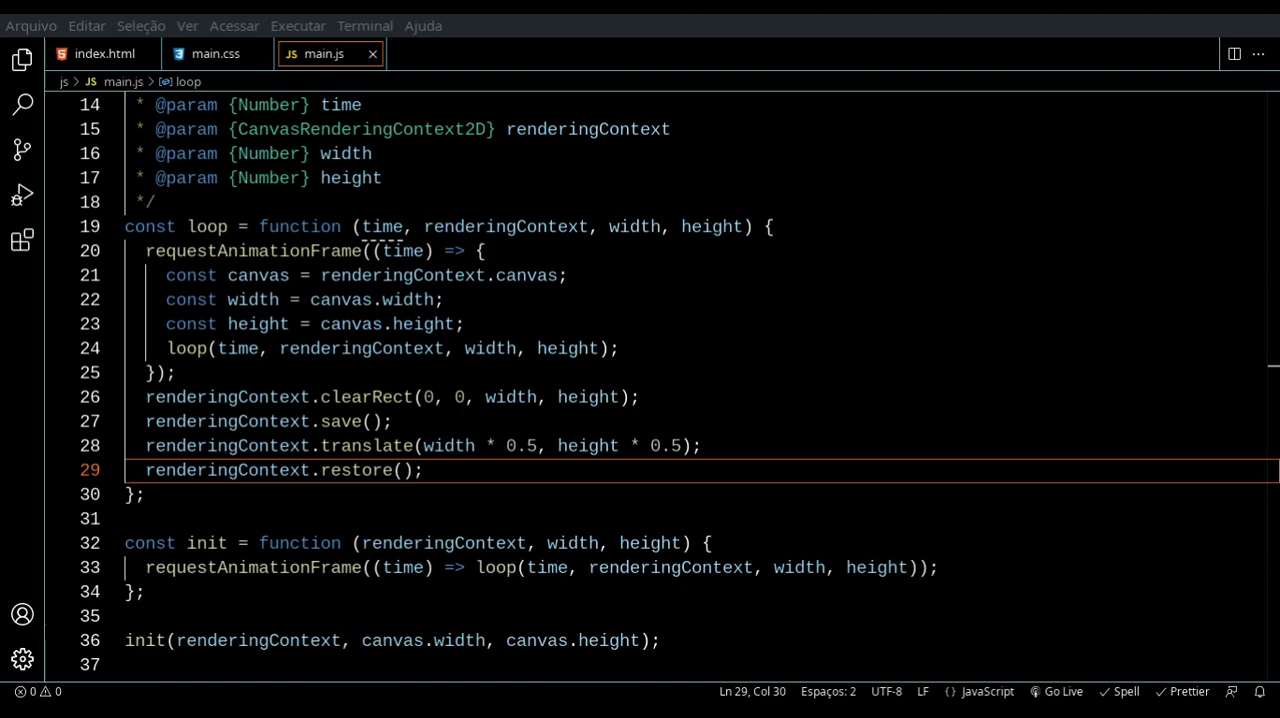 Arquivo Editar Seleção Ver Acessar Executar Terminal Ajuda
index.html main.css JS main.js
js > JS main.js > loop
14 * @param {Number} time
15 * @param {CanvasRenderingContext2D} renderingContext
16 * @param {Number} width
17 * @param {Number} height
18 */
19 const loop = function (time, renderingContext, width, height) {
20 requestAnimationFrame((time) => {
21 const canvas = renderingContext.canvas;
22 const width = canvas.width;
23 const height = canvas.height;
24 loop(time, renderingContext, width, height);
25 });
26 renderingContext.clearRect(0, 0, width, height);
27 renderingContext.save();
28 renderingContext.translate(width * 0.5, height * 0.5);
29 renderingContext.restore();
30 };
31
32 const init = function (renderingContext, width, height) {
33 requestAnimationFrame((time) => loop(time, renderingContext, width, height));
34 };
35
36 init(renderingContext, canvas.width, canvas.height);
37
0 0 Ln 29, Col 30 Espaços: 2 UTF-8 LF {} JavaScript Go Live Spell Prettier